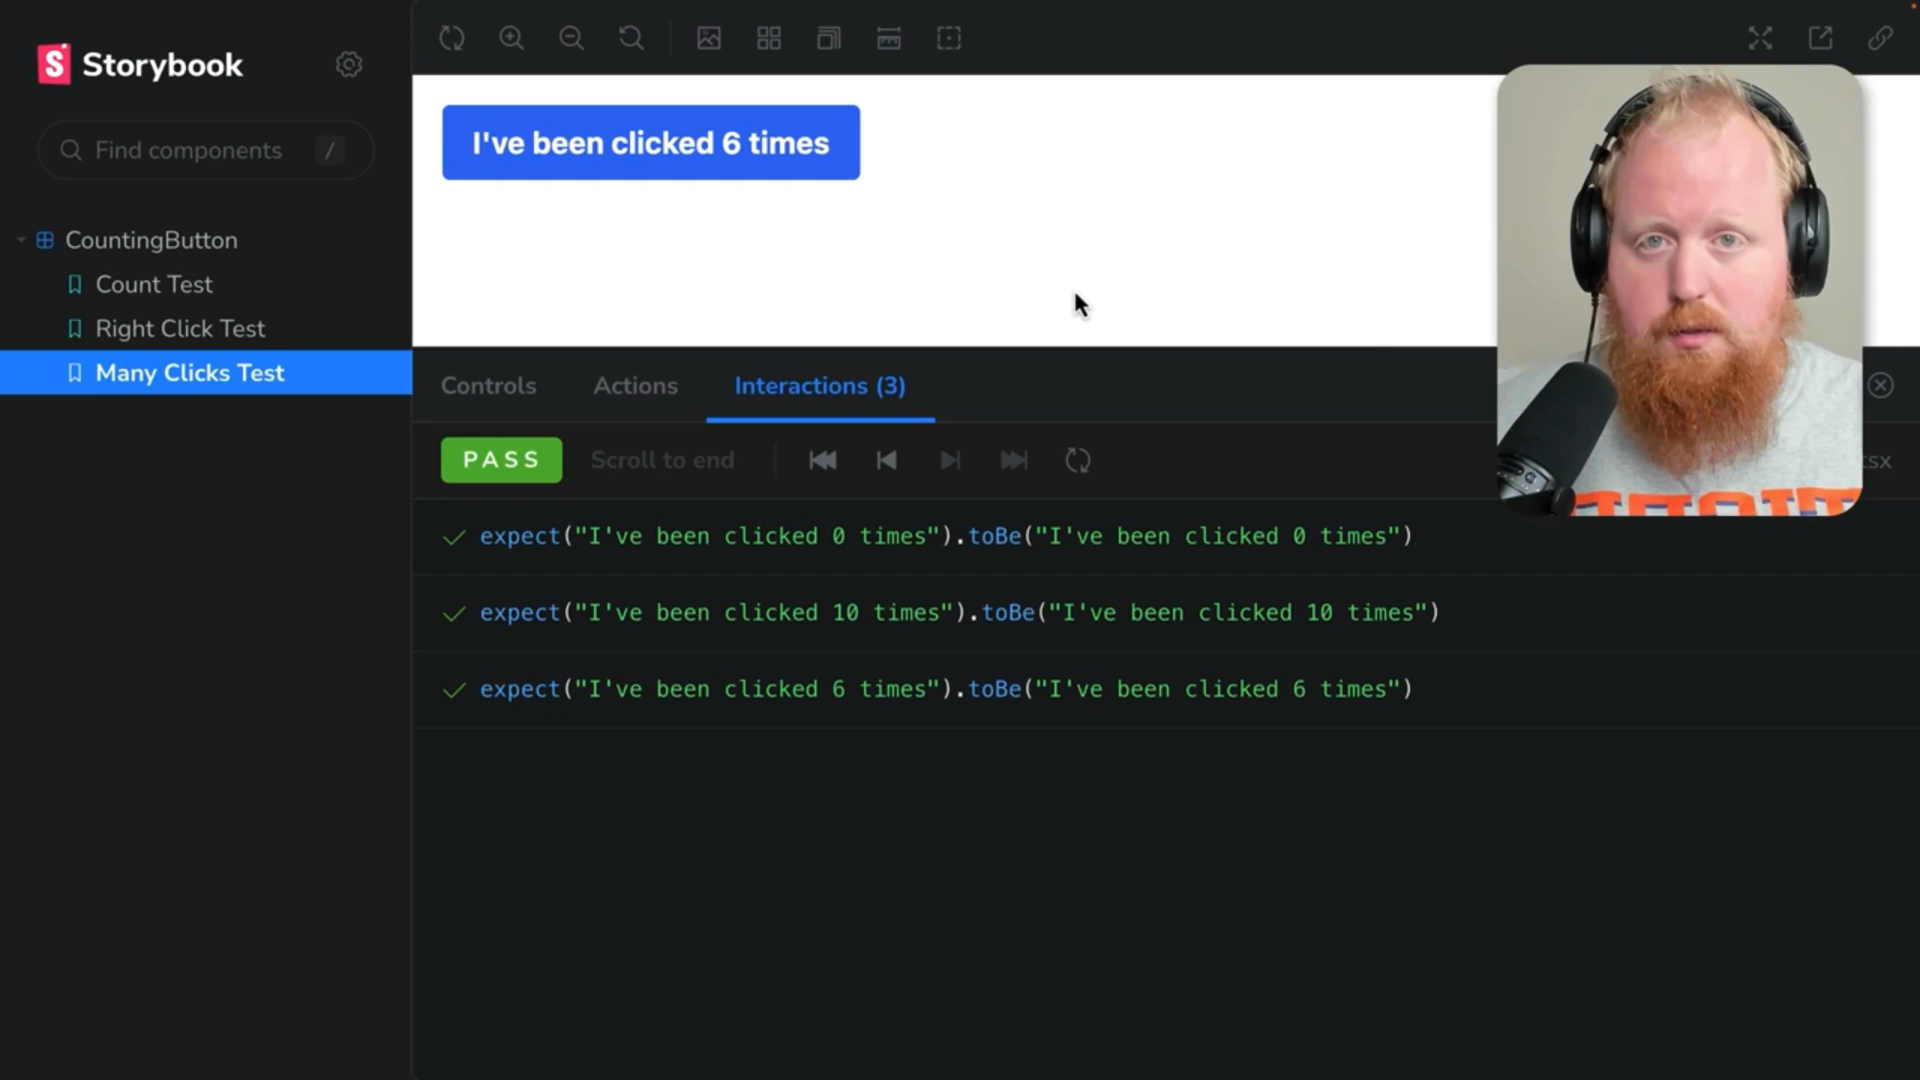 Storybook
Find components /
CountingButton
Count Test
Right Click Test
Many Clicks Test
I've been clicked 6 times
Controls Actions Interactions (3)
PASS Scroll to end
tsx
expect("I've been clicked 0 times").toBe("I've been clicked 0 times")
expect("I've been clicked 10 times").toBe("I've been clicked 10 times")
expect("I've been clicked 6 times").toBe("I've been clicked 6 times")